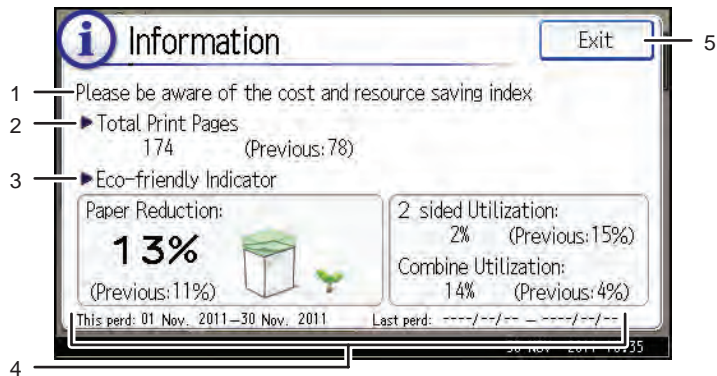 Information
Exit
5
1
Please be aware of the cost and resource saving index
2
Total Print Pages
174 (Previous:78)
3
Eco-friendly Indicator
Paper Reduction:
13%
(Previous:11%)
2 sided Utilization:
2% (Previous:15%)
Combine Utilization:
14% (Previous:4%)
This perd: 01 Nov. 2011-30 Nov. 2011
Last perd: ----/--/-- - ----/--/--
4